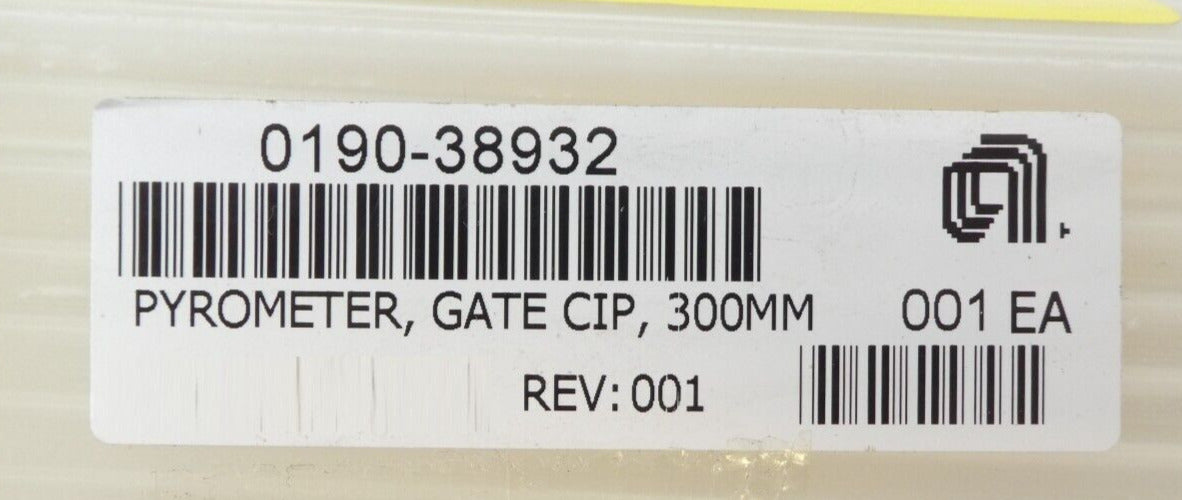 0190-38932
PYROMETER, GATE CIP, 300MM 001 EA
REV: 001